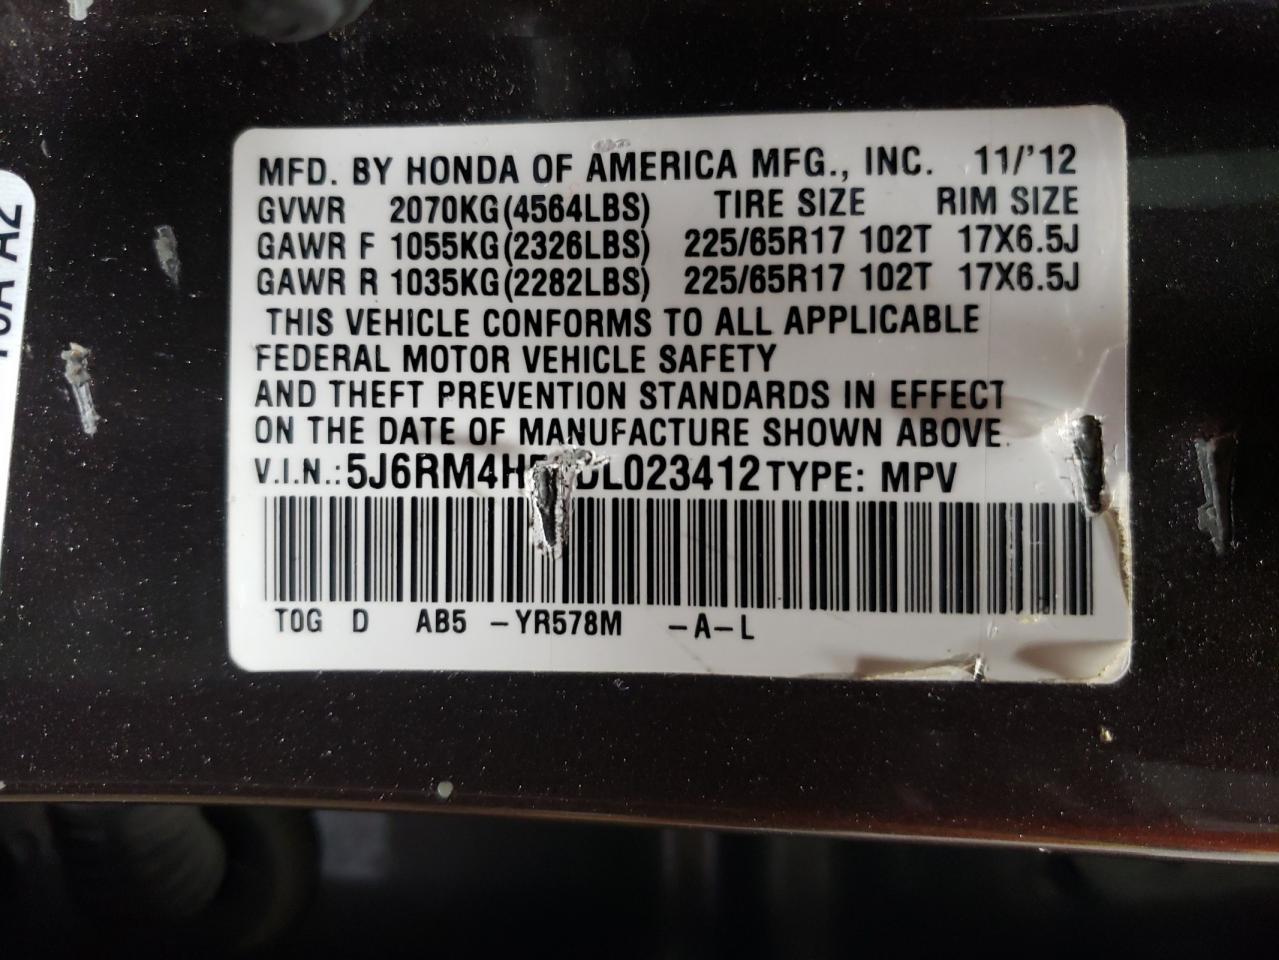 MFD. BY HONDA OF AMERICA MFG., INC. 11/'12
GVWR 2070KG(4564LBS) TIRE SIZE RIM SIZE
GAWR F 1055KG(2326LBS) 225/65R17 102T 17X6.5J
GAWR R 1035KG(2282LBS) 225/65R17 102T 17X6.5J
THIS VEHICLE CONFORMS TO ALL APPLICABLE
FEDERAL MOTOR VEHICLE SAFETY
AND THEFT PREVENTION STANDARDS IN EFFECT
ON THE DATE OF MANUFACTURE SHOWN ABOVE.
V.I.N.: TYPE: MPV
TOG D AB5 -YR578M -A-L
A2